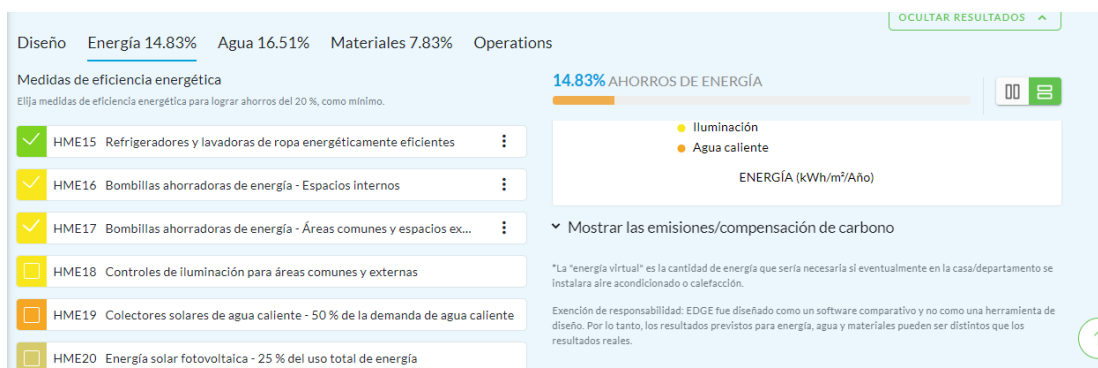 OCULTAR RESULTADOS
Diseño Energía 14.83% Agua 16.51% Materiales 7.83% Operations
Medidas de eficiencia energética
Elija medidas de eficiencia energética para lograr ahorros del 20 %, como mínimo.
HME15 Refrigeradores y lavadoras de ropa energéticamente eficientes
HME16 Bombillas ahorradoras de energía - Espacios internos
HME17 Bombillas ahorradoras de energía - Áreas comunes y espacios ex...
HME18 Controles de iluminación para áreas comunes y externas
HME19 Colectores solares de agua caliente - 50 % de la demanda de agua caliente
HME20 Energía solar fotovoltaica - 25 % del uso total de energía
14.83% AHORROS DE ENERGÍA
Iluminación
Agua caliente
ENERGÍA (kWh/m²/Año)
Mostrar las emisiones/compensación de carbono
*La "energía virtual" es la cantidad de energía que sería necesaria si eventualmente en la casa/departamento se
instalara aire acondicionado o calefacción.
Exención de responsabilidad: EDGE fue diseñado como un software comparativo y no como una herramienta de
diseño. Por lo tanto, los resultados previstos para energía, agua y materiales pueden ser distintos que los
resultados reales.